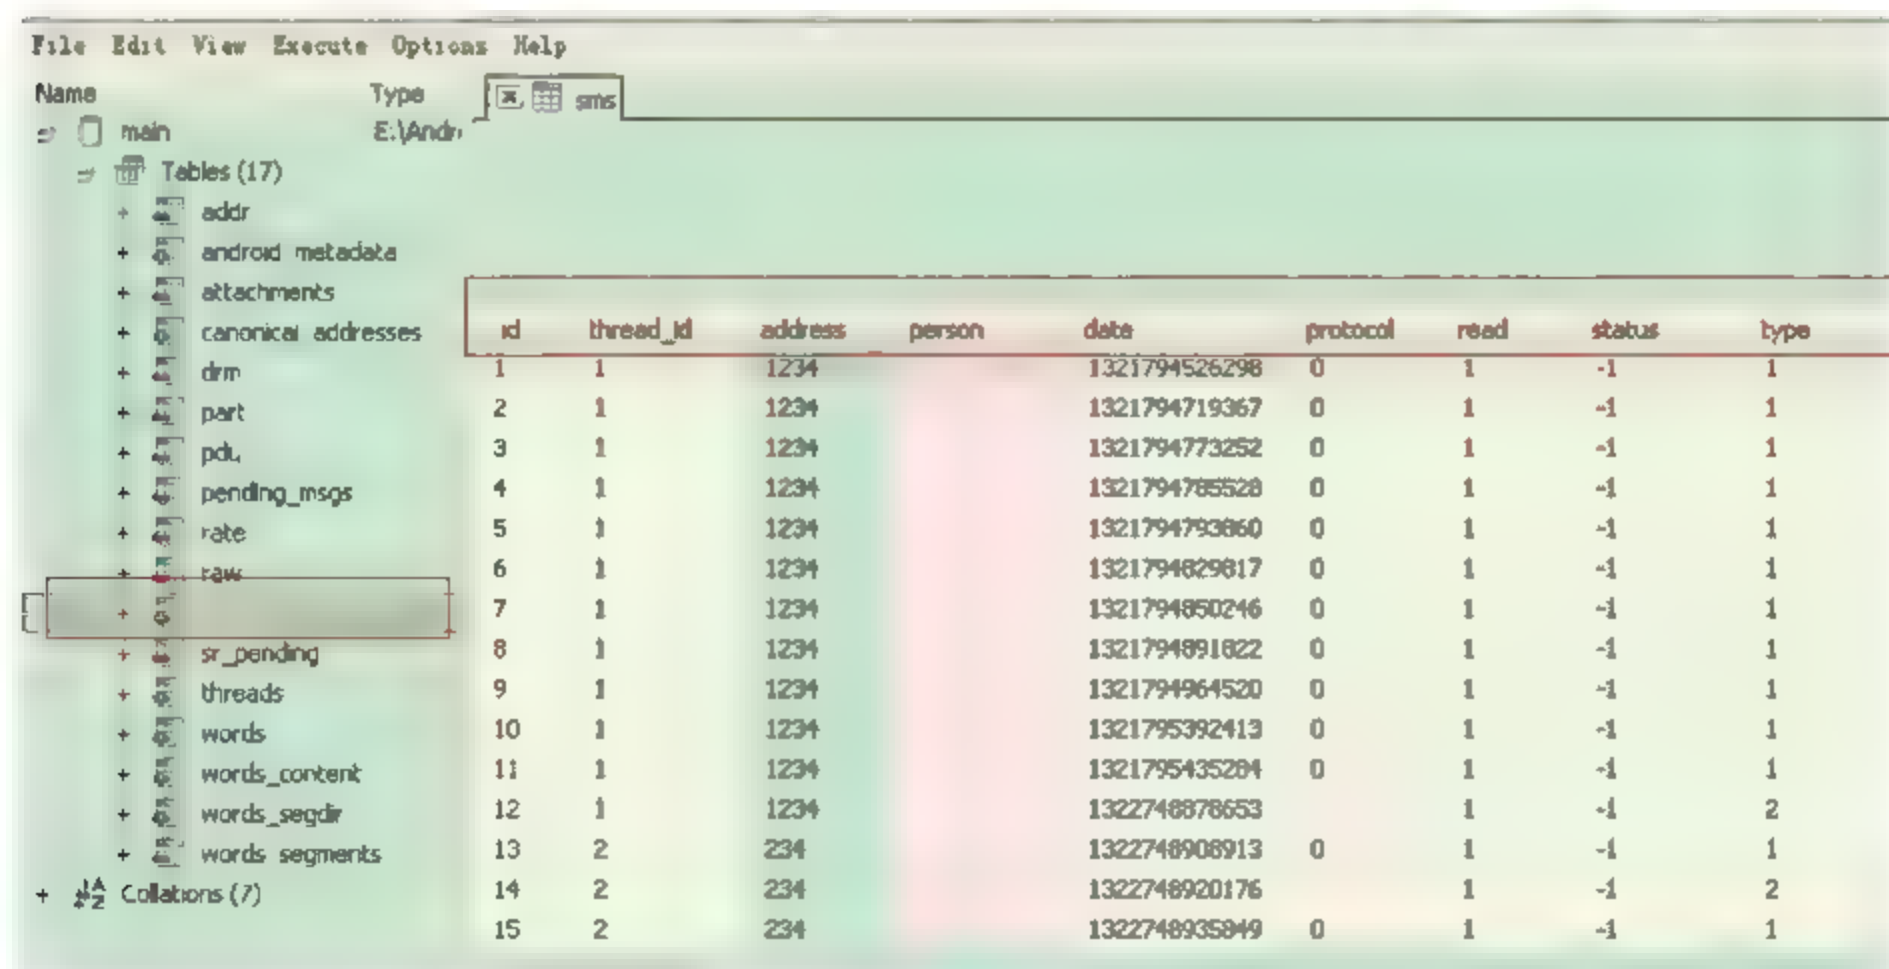 File Edit View Execute Options Help
Name Type sms
main E:\Andr
Tables (17)
addr
android metadata
attachments
canonical addresses
drm
part
pdu
pending_msgs
rate
raw
sr_pending
threads
words
words_content
words_segdir
words segments
Collations (7)
id thread_id address person date protocol read status type
1 1 1234 1321794526298 0 1 -1 1
2 1 1234 1321794719367 0 1 -1 1
3 1 1234 1321794773252 0 1 -1 1
4 1 1234 1321794785528 0 1 -1 1
5 1 1234 1321794793860 0 1 -1 1
6 1 1234 1321794829817 0 1 -1 1
7 1 1234 1321794850246 0 1 -1 1
8 1 1234 1321794891822 0 1 -1 1
9 1 1234 1321794964520 0 1 -1 1
10 1 1234 1321795392413 0 1 -1 1
11 1 1234 1321795435284 0 1 -1 1
12 1 1234 1322748878653 1 -1 2
13 2 234 1322748908913 0 1 -1 1
14 2 234 1322748920176 1 -1 2
15 2 234 1322748935849 0 1 -1 1